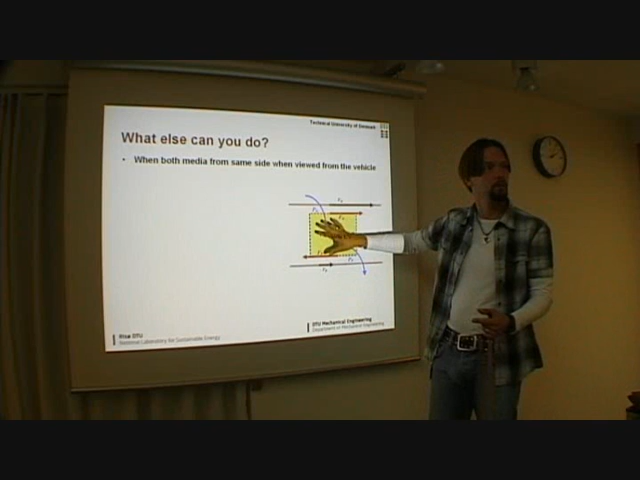 Technical University of Denmark
DTU
What else can you do?
• When both media from same side when viewed from the vehicle
Risø DTU
National Laboratory for Sustainable Energy
DTU Mechanical Engineering
Department of Mechanical Engineering